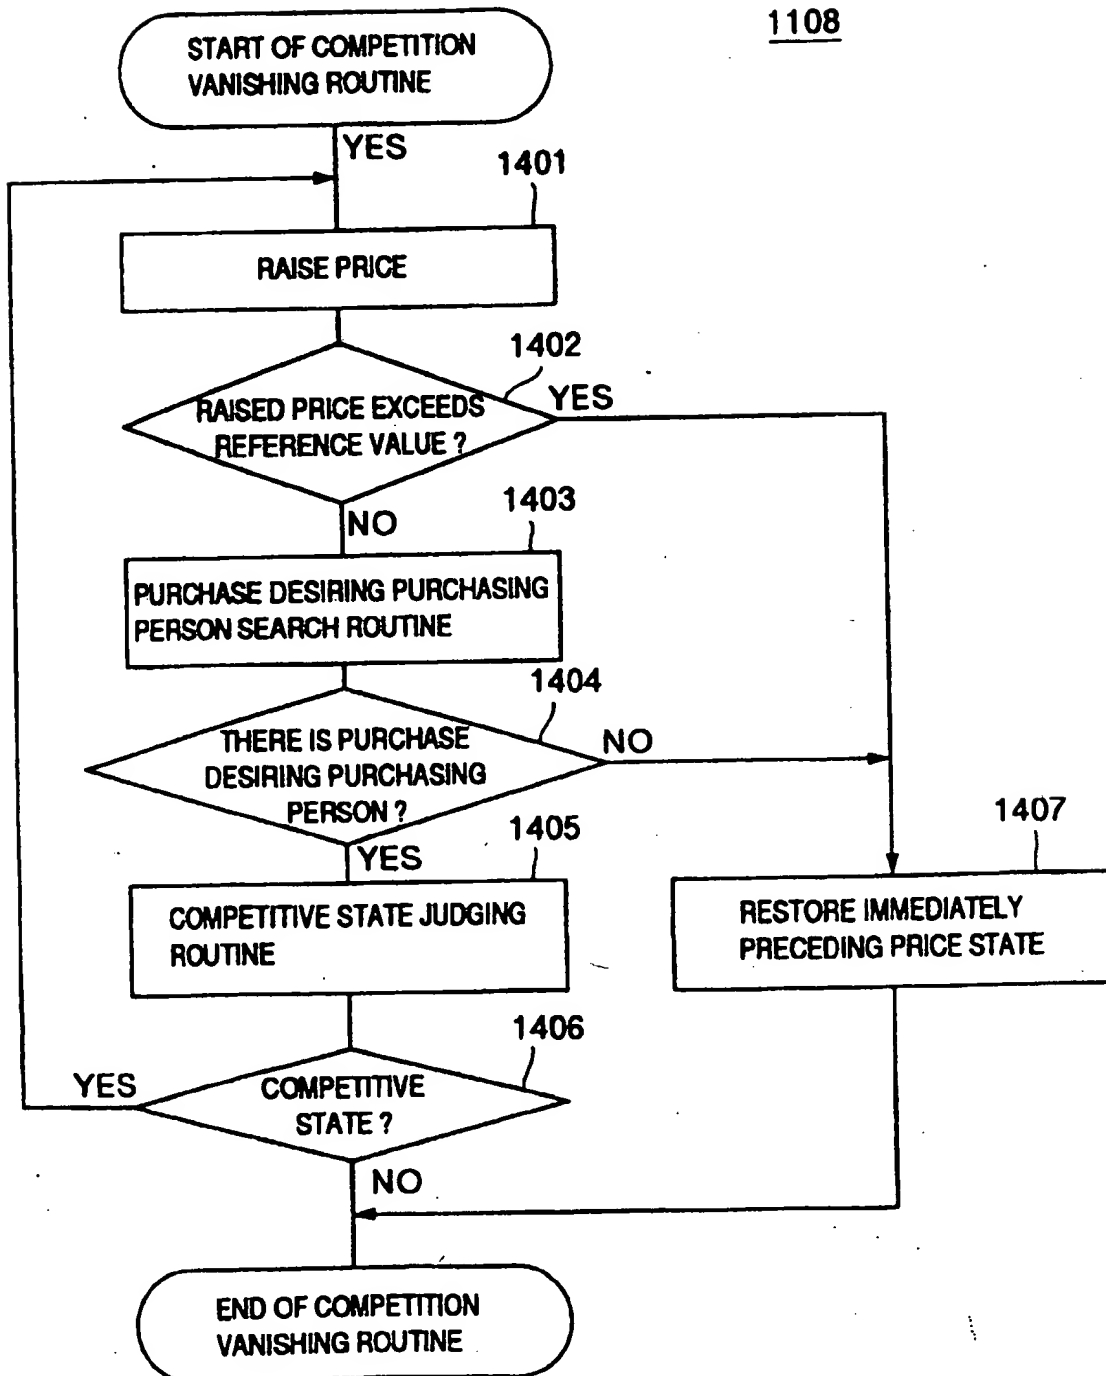 1108
START OF COMPETITION
VANISHING ROUTINE
YES
1401
RAISE PRICE
1402
RAISED PRICE EXCEEDS
REFERENCE VALUE ?
YES
NO
1403
PURCHASE DESIRING PURCHASING
PERSON SEARCH ROUTINE
1404
THERE IS PURCHASE
DESIRING PURCHASING
PERSON ?
NO
YES
1405
COMPETITIVE STATE JUDGING
ROUTINE
1407
RESTORE IMMEDIATELY
PRECEDING PRICE STATE
1406
COMPETITIVE
STATE ?
YES
NO
END OF COMPETITION
VANISHING ROUTINE